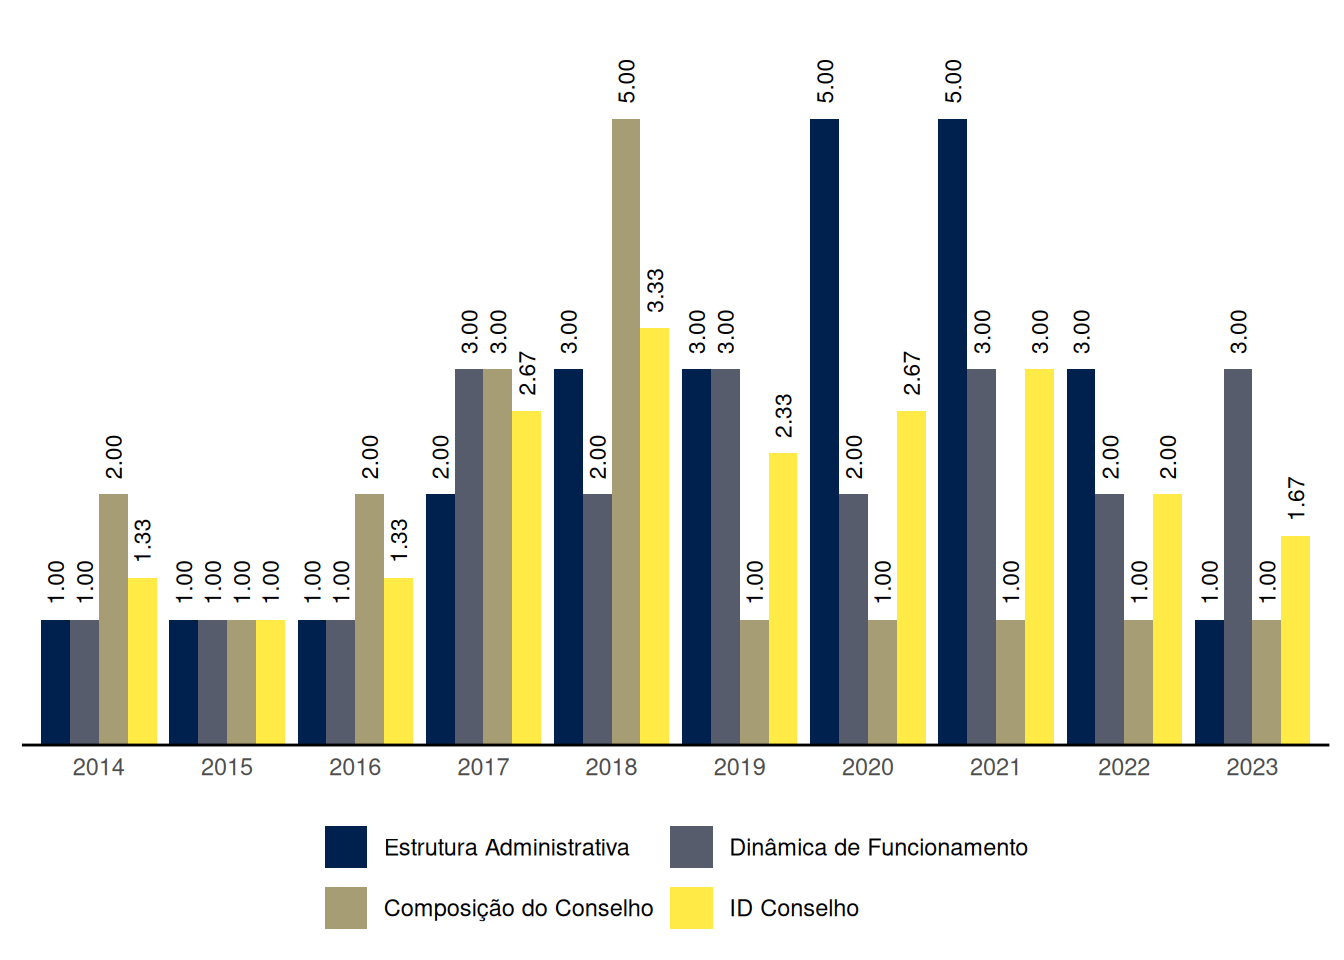 5.00 5.00 5.00
3.33
3.00 3.00 3.00 3.00 3.00 3.00 3.00 3.00 3.00
2.67 2.67
2.33
2.00 2.00 2.00 2.00 2.00 2.00 2.00
1.67
1.33 1.33
1.00 1.00 1.00 1.00 1.00 1.00 1.00 1.00 1.00 1.00 1.00 1.00 1.00 1.00
2014 2015 2016 2017 2018 2019 2020 2021 2022 2023
Estrutura Administrativa Dinâmica de Funcionamento
Composição do Conselho ID Conselho